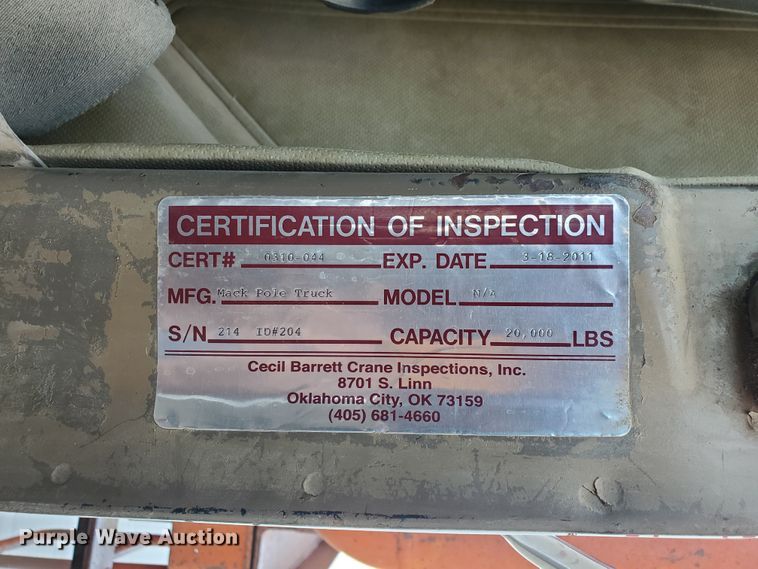 CERTIFICATION OF INSPECTION
CERT# 0310-044 EXP. DATE 3-18-2011
MFG. Mack Pole Truck MODEL N/A
S/N 214 ID#204 CAPACITY 20,000 LBS
Cecil Barrett Crane Inspections, Inc.
8701 S. Linn
Oklahoma City, OK 73159
(405) 681-4660
Purple Wave Auction